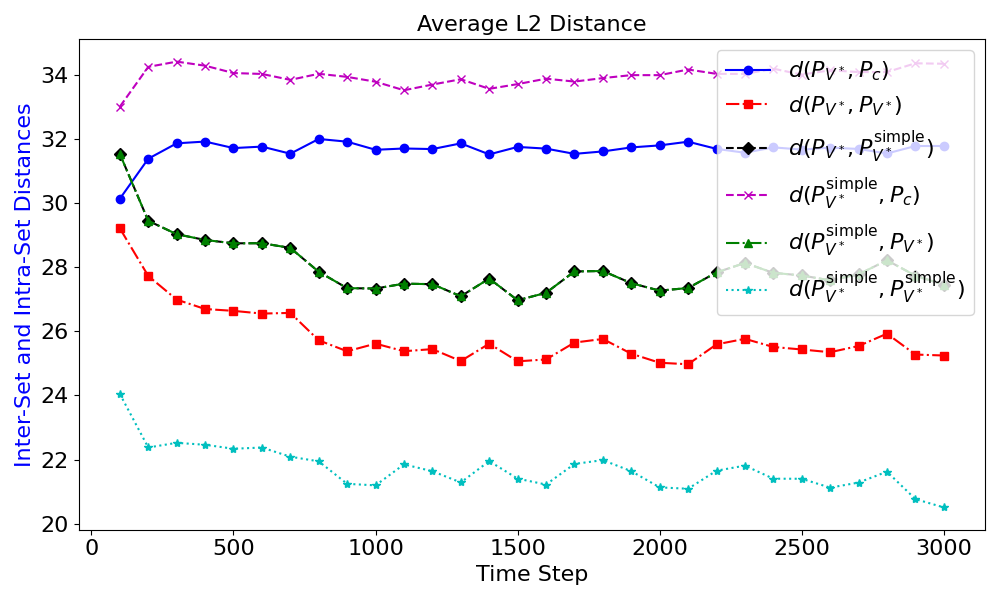 Average L2 Distance
Inter-Set and Intra-Set Distances
34
32
30
28
26
24
22
20
0 500 1000 1500 2000 2500 3000
Time Step
d(P_{V*}, P_c)
d(P_{V*}, P_{V*})
d(P_{V*}, P_{V*}^{simple})
d(P_{V*}^{simple}, P_c)
d(P_{V*}^{simple}, P_{V*})
d(P_{V*}^{simple}, P_{V*}^{simple})